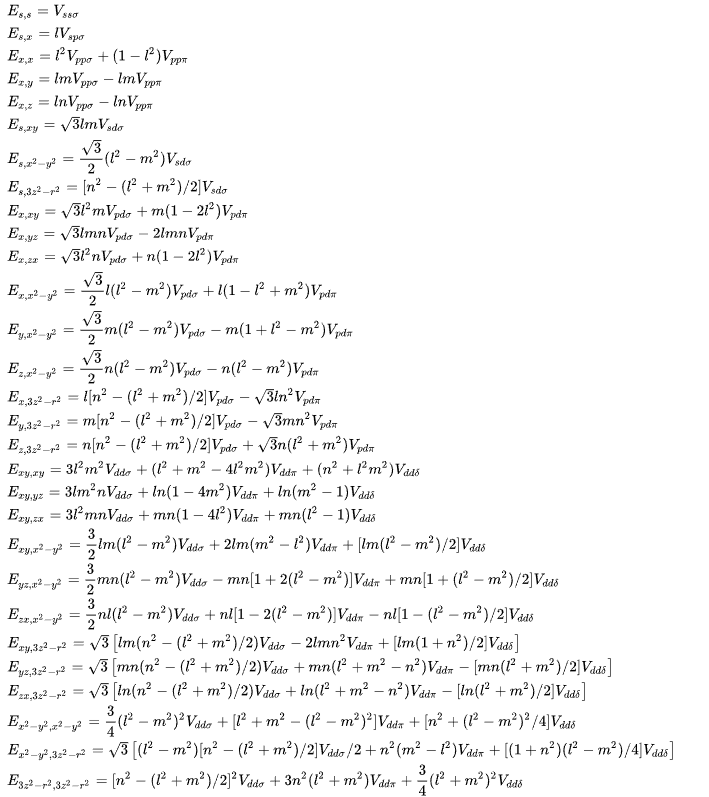 $E_{s,s} = V_{ss\sigma}$
$E_{s,x} = lV_{sp\sigma}$
$E_{x,x} = l^2V_{pp\sigma} + (1 - l^2)V_{pp\pi}$
$E_{x,y} = lmV_{pp\sigma} - lmV_{pp\pi}$
$E_{x,z} = lnV_{pp\sigma} - lnV_{pp\pi}$
$E_{s,xy} = \sqrt{3}lmV_{sd\sigma}$
$E_{s,x^2-y^2} = \frac{\sqrt{3}}{2}(l^2 - m^2)V_{sd\sigma}$
$E_{s,3z^2-r^2} = [n^2 - (l^2 + m^2)/2]V_{sd\sigma}$
$E_{x,xy} = \sqrt{3}l^2mV_{pd\sigma} + m(1 - 2l^2)V_{pd\pi}$
$E_{x,yz} = \sqrt{3}lmnV_{pd\sigma} - 2lmnV_{pd\pi}$
$E_{x,zx} = \sqrt{3}l^2nV_{pd\sigma} + n(1 - 2l^2)V_{pd\pi}$
$E_{x,x^2-y^2} = \frac{\sqrt{3}}{2}l(l^2 - m^2)V_{pd\sigma} + l(1 - l^2 + m^2)V_{pd\pi}$
$E_{y,x^2-y^2} = \frac{\sqrt{3}}{2}m(l^2 - m^2)V_{pd\sigma} - m(1 + l^2 - m^2)V_{pd\pi}$
$E_{z,x^2-y^2} = \frac{\sqrt{3}}{2}n(l^2 - m^2)V_{pd\sigma} - n(l^2 - m^2)V_{pd\pi}$
$E_{x,3z^2-r^2} = l[n^2 - (l^2 + m^2)/2]V_{pd\sigma} - \sqrt{3}ln^2V_{pd\pi}$
$E_{y,3z^2-r^2} = m[n^2 - (l^2 + m^2)/2]V_{pd\sigma} - \sqrt{3}mn^2V_{pd\pi}$
$E_{z,3z^2-r^2} = n[n^2 - (l^2 + m^2)/2]V_{pd\sigma} + \sqrt{3}n(l^2 + m^2)V_{pd\pi}$
$E_{xy,xy} = 3l^2m^2V_{dd\sigma} + (l^2 + m^2 - 4l^2m^2)V_{dd\pi} + (n^2 + l^2m^2)V_{dd\delta}$
$E_{xy,yz} = 3lm^2nV_{dd\sigma} + ln(1 - 4m^2)V_{dd\pi} + ln(m^2 - 1)V_{dd\delta}$
$E_{xy,zx} = 3l^2mnV_{dd\sigma} + mn(1 - 4l^2)V_{dd\pi} + mn(l^2 - 1)V_{dd\delta}$
$E_{xy,x^2-y^2} = \frac{3}{2}lm(l^2 - m^2)V_{dd\sigma} + 2lm(m^2 - l^2)V_{dd\pi} + [lm(l^2 - m^2)/2]V_{dd\delta}$
$E_{yz,x^2-y^2} = \frac{3}{2}mn(l^2 - m^2)V_{dd\sigma} - mn[1 + 2(l^2 - m^2)]V_{dd\pi} + mn[1 + (l^2 - m^2)/2]V_{dd\delta}$
$E_{zx,x^2-y^2} = \frac{3}{2}nl(l^2 - m^2)V_{dd\sigma} + nl[1 - 2(l^2 - m^2)]V_{dd\pi} - nl[1 - (l^2 - m^2)/2]V_{dd\delta}$
$E_{xy,3z^2-r^2} = \sqrt{3}\left[lm(n^2 - (l^2 + m^2)/2)V_{dd\sigma} - 2lmn^2V_{dd\pi} + [lm(1 + n^2)/2]V_{dd\delta}\right]$
$E_{yz,3z^2-r^2} = \sqrt{3}\left[mn(n^2 - (l^2 + m^2)/2)V_{dd\sigma} + mn(l^2 + m^2 - n^2)V_{dd\pi} - [mn(l^2 + m^2)/2]V_{dd\delta}\right]$
$E_{zx,3z^2-r^2} = \sqrt{3}\left[ln(n^2 - (l^2 + m^2)/2)V_{dd\sigma} + ln(l^2 + m^2 - n^2)V_{dd\pi} - [ln(l^2 + m^2)/2]V_{dd\delta}\right]$
$E_{x^2-y^2,x^2-y^2} = \frac{3}{4}(l^2 - m^2)^2V_{dd\sigma} + [l^2 + m^2 - (l^2 - m^2)^2]V_{dd\pi} + [n^2 + (l^2 - m^2)^2/4]V_{dd\delta}$
$E_{x^2-y^2,3z^2-r^2} = \sqrt{3}\left[(l^2 - m^2)[n^2 - (l^2 + m^2)/2]V_{dd\sigma}/2 + n^2(m^2 - l^2)V_{dd\pi} + [(1 + n^2)(l^2 - m^2)/4]V_{dd\delta}\right]$
$E_{3z^2-r^2,3z^2-r^2} = [n^2 - (l^2 + m^2)/2]^2V_{dd\sigma} + 3n^2(l^2 + m^2)V_{dd\pi} + \frac{3}{4}(l^2 + m^2)^2V_{dd\delta}$